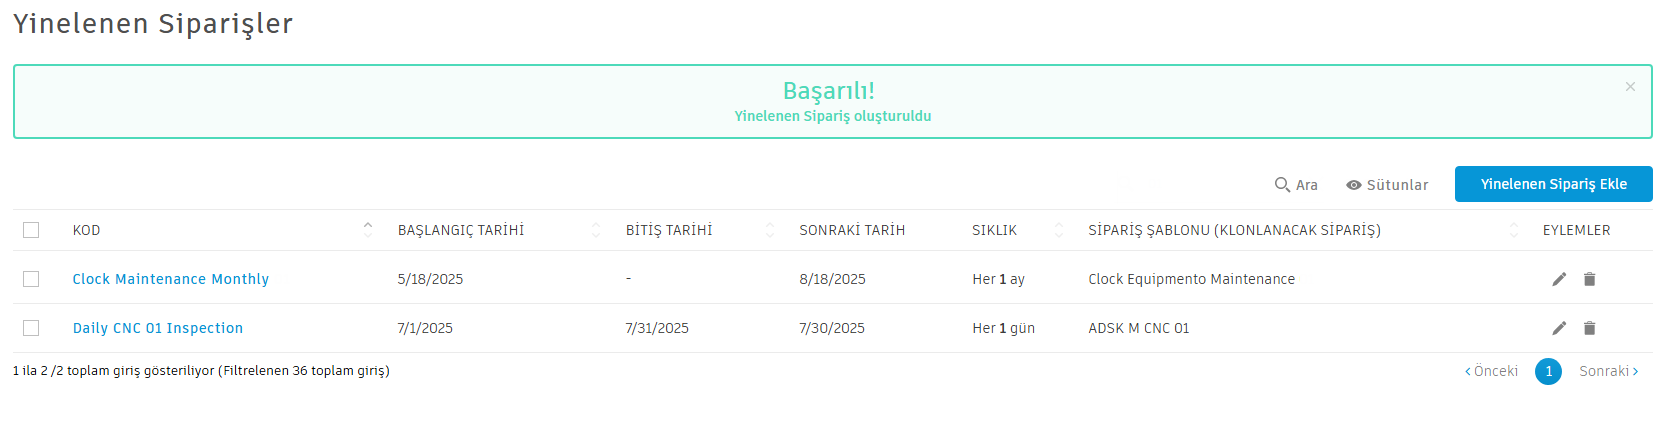 Yinelenen Siparişler
Başarılı!
Yinelenen Sipariş oluşturuldu
Ara Sütunlar Yinelenen Sipariş Ekle
KOD BAŞLANGIÇ TARİHİ BİTİŞ TARİHİ SONRAKİ TARİH SIKLIK SİPARİŞ ŞABLONU (KLONLANACAK SİPARİŞ) EYLEMLER
Clock Maintenance Monthly 5/18/2025 - 8/18/2025 Her 1 ay Clock Equipmento Maintenance
Daily CNC 01 Inspection 7/1/2025 7/31/2025 7/30/2025 Her 1 gün ADSK M CNC 01
1 ila 2 /2 toplam giriş gösteriliyor (Filtrelenen 36 toplam giriş) ‹ Önceki 1 Sonraki ›